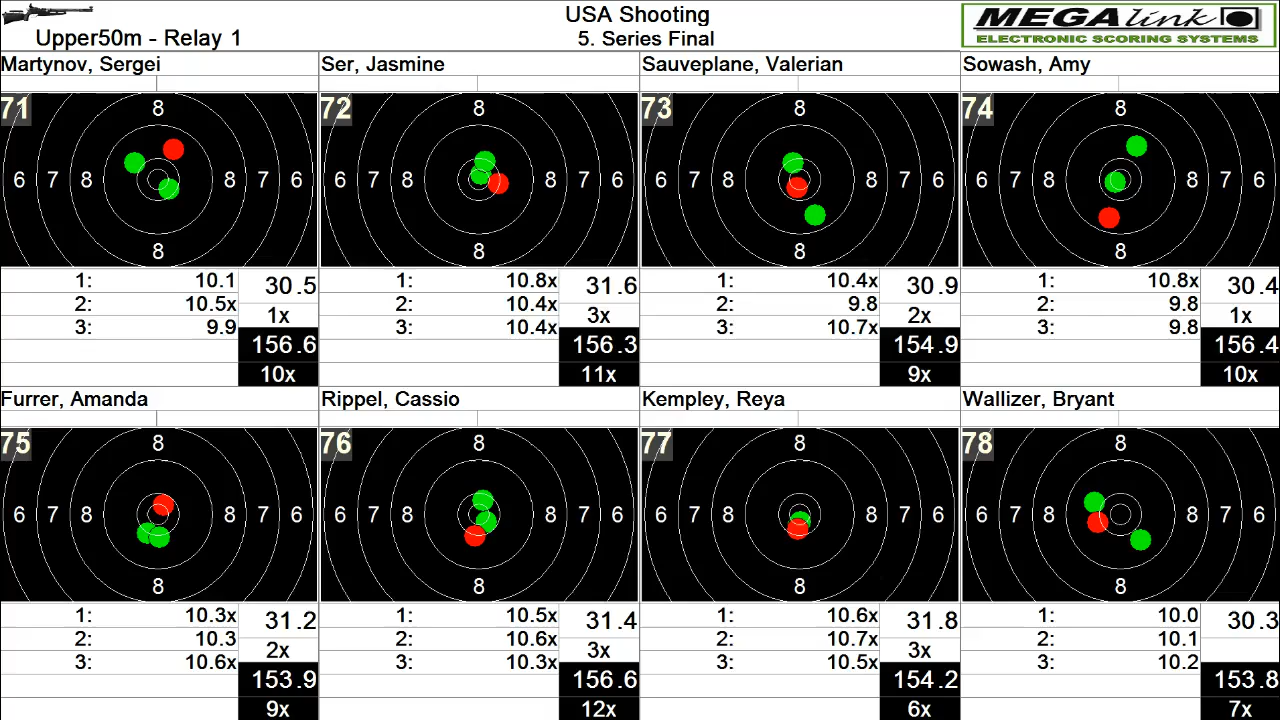 Upper50m - Relay 1
USA Shooting
5. Series Final
MEGAlink
ELECTRONIC SCORING SYSTEMS
Martynov, Sergei
71
8
6 7 8 8 7 6
8
1: 10.1
2: 10.5x
3: 9.9
30.5
1x
156.6
10x
Ser, Jasmine
72
8
6 7 8 8 7 6
8
1: 10.8x
2: 10.4x
3: 10.4x
31.6
3x
156.3
11x
Sauveplane, Valerian
73
8
6 7 8 8 7 6
8
1: 10.4x
2: 9.8
3: 10.7x
30.9
2x
154.9
9x
Sowash, Amy
74
8
6 7 8 8 7 6
8
1: 10.8x
2: 9.8
3: 9.8
30.4
1x
156.4
10x
Furrer, Amanda
75
8
6 7 8 8 7 6
8
1: 10.3x
2: 10.3
3: 10.6x
31.2
2x
153.9
9x
Rippel, Cassio
76
8
6 7 8 8 7 6
8
1: 10.5x
2: 10.6x
3: 10.3x
31.4
3x
156.6
12x
Kempley, Reya
77
8
6 7 8 8 7 6
8
1: 10.6x
2: 10.7x
3: 10.5x
31.8
3x
154.2
6x
Wallizer, Bryant
78
8
6 7 8 8 7 6
8
1: 10.0
2: 10.1
3: 10.2
30.3
153.8
7x